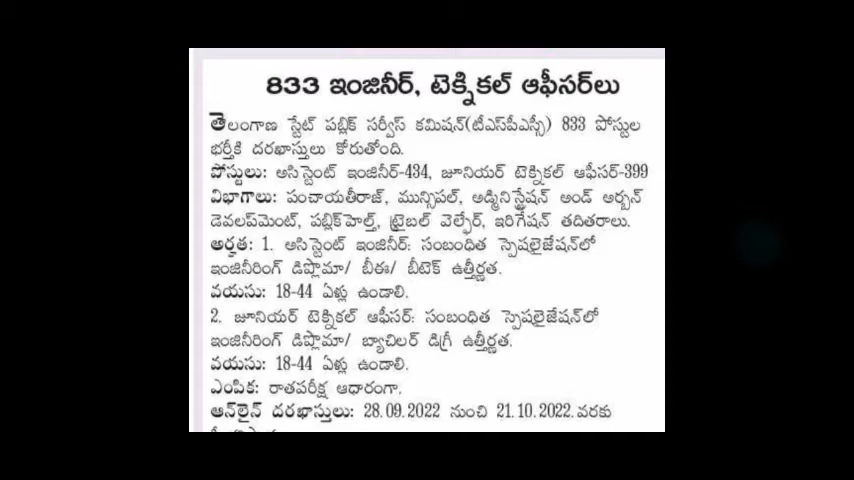 833 ఇంజినీర్, టెక్నికల్ ఆఫీసర్‌లు
తెలంగాణ స్టేట్ పబ్లిక్ సర్వీస్ కమిషన్(టీఎస్‌పీఎస్సీ) 833 పోస్టుల
భర్తీకి దరఖాస్తులు కోరుతోంది.
పోస్టులు: అసిస్టెంట్ ఇంజినీర్-434, జూనియర్ టెక్నికల్ ఆఫీసర్-399
విభాగాలు: పంచాయతీరాజ్, మున్సిపల్, అడ్మినిస్ట్రేషన్ అండ్ అర్బన్
డెవలప్‌మెంట్, పబ్లిక్‌హెల్త్, ట్రైబల్ వెల్ఫేర్, ఇరిగేషన్ తదితరాలు.
అర్హత: 1. అసిస్టెంట్ ఇంజినీర్: సంబంధిత స్పెషలైజేషన్‌లో
ఇంజినీరింగ్ డిప్లొమా/ బీఈ/ బీటెక్ ఉత్తీర్ణత.
వయసు: 18-44 ఏళ్లు ఉండాలి.
2. జూనియర్ టెక్నికల్ ఆఫీసర్: సంబంధిత స్పెషలైజేషన్‌లో
ఇంజినీరింగ్ డిప్లొమా/ బ్యాచిలర్ డిగ్రీ ఉత్తీర్ణత.
వయసు: 18-44 ఏళ్లు ఉండాలి.
ఎంపిక: రాతపరీక్ష ఆధారంగా.
ఆన్‌లైన్ దరఖాస్తులు: 28.09.2022 నుంచి 21.10.2022.వరకు